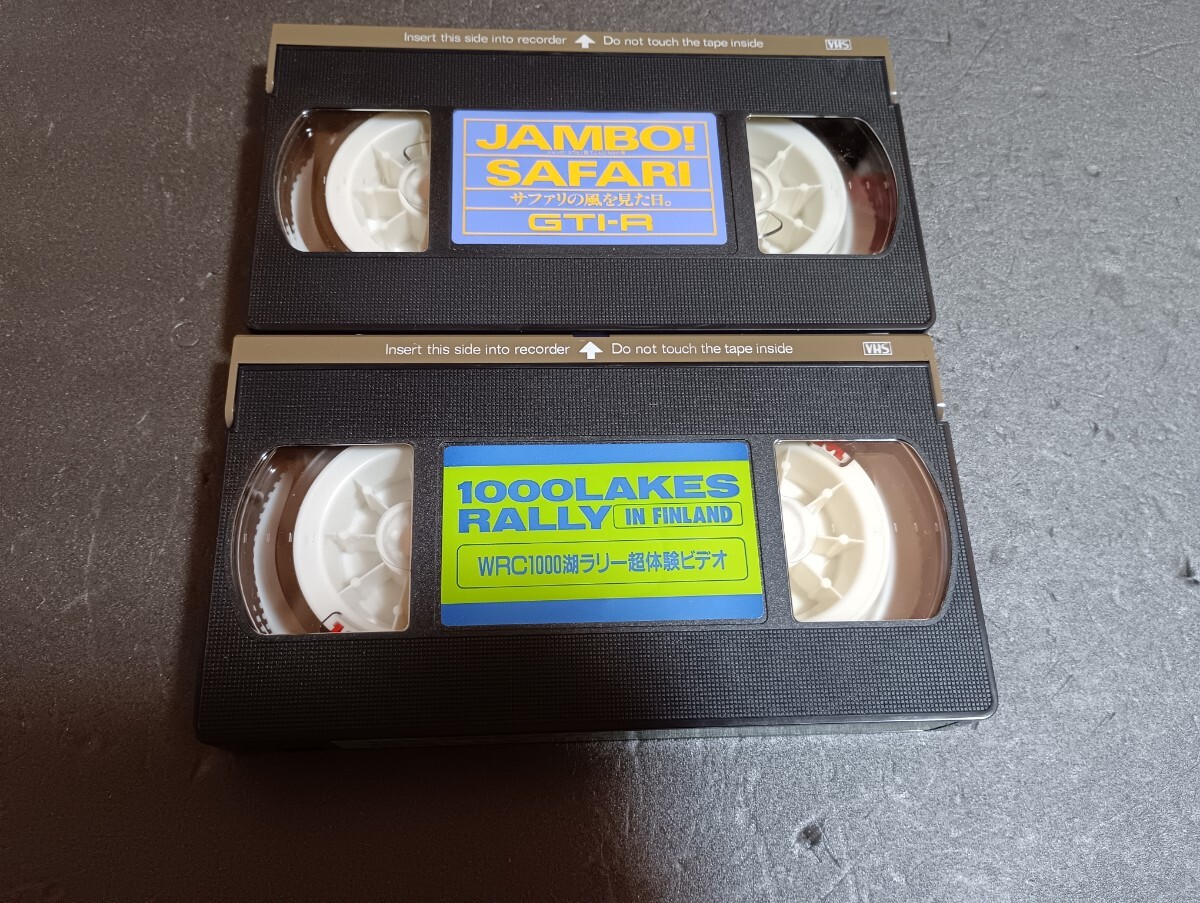 Insert this side into recorder Do not touch the tape inside VHS
JAMBO!
SAFARI
サファリの風を見た日。
GTI-R
Insert this side into recorder Do not touch the tape inside VHS
1000LAKES
RALLY IN FINLAND
WRC1000湖ラリー超体験ビデオ